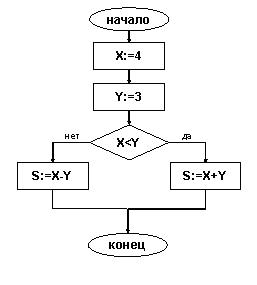 начало
X:=4
Y:=3
X<Y
нет
да
S:=X-Y
S:=X+Y
конец